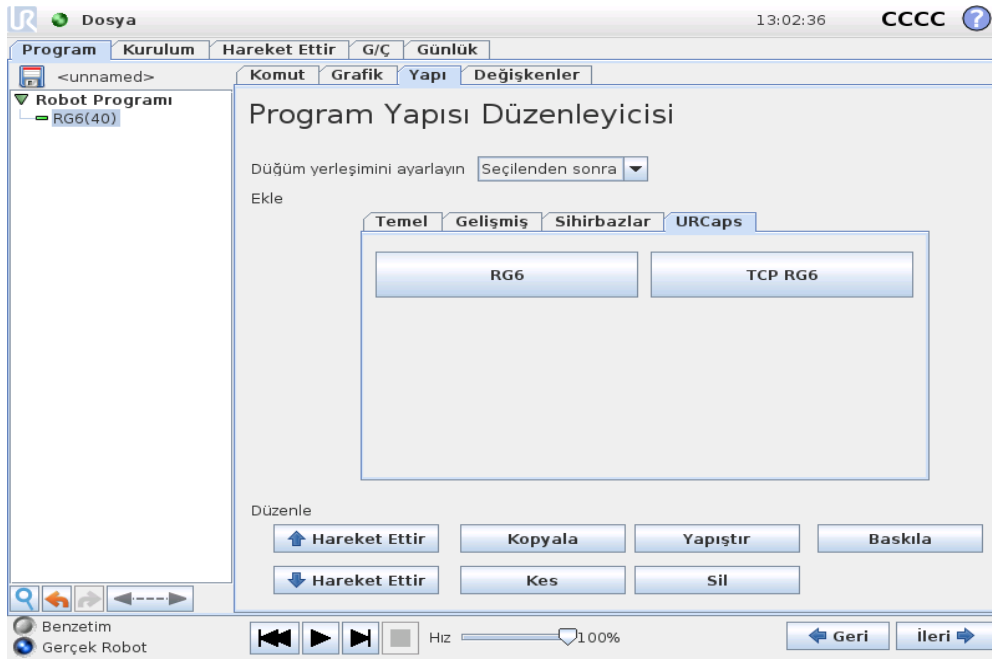 UR Dosya 13:02:36 CCCC ?
Program Kurulum Hareket Ettir G/Ç Günlük
<unnamed>
Komut Grafik Yapı Değişkenler
Robot Programı
RG6(40)
Program Yapısı Düzenleyicisi
Düğüm yerleşimini ayarlayın Seçilenden sonra
Ekle
Temel Gelişmiş Sihirbazlar URCaps
RG6 TCP RG6
Düzenle
Hareket Ettir Kopyala Yapıştır Baskıla
Hareket Ettir Kes Sil
Benzetim
Gerçek Robot
Hız 100% Geri İleri